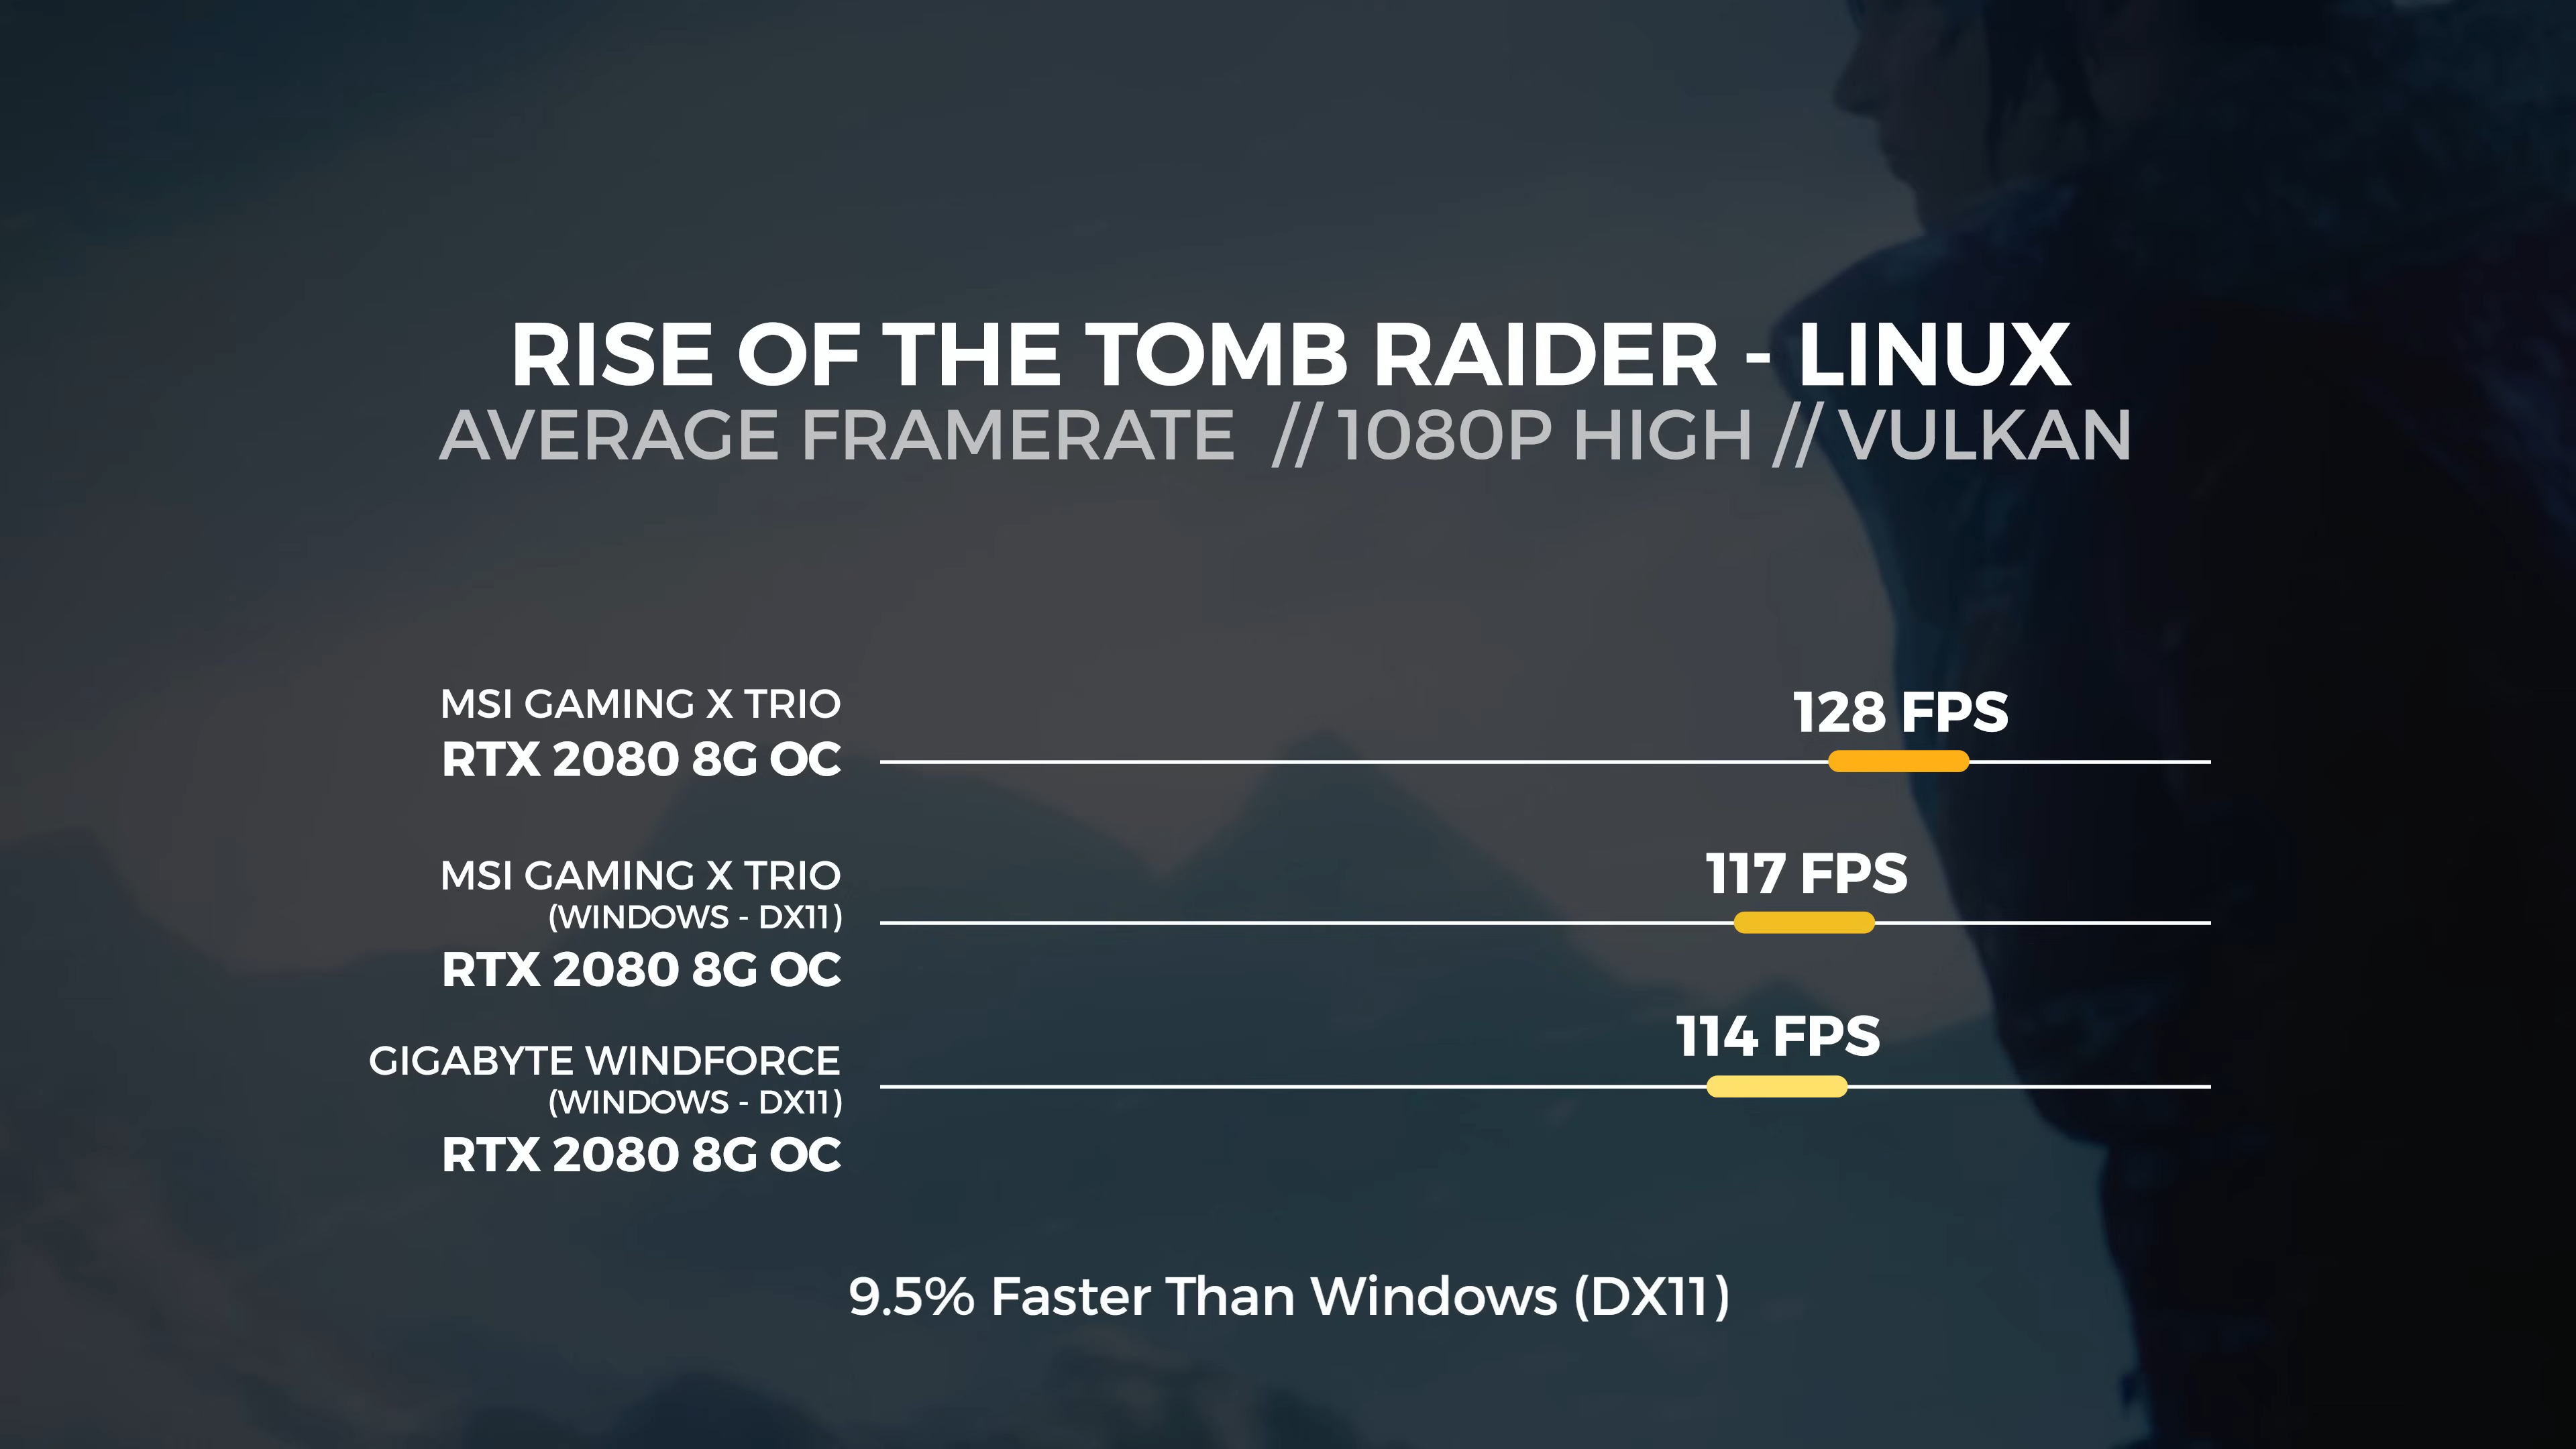 RISE OF THE TOMB RAIDER - LINUX
AVERAGE FRAMERATE // 1080P HIGH // VULKAN
MSI GAMING X TRIO
RTX 2080 8G OC
128 FPS
MSI GAMING X TRIO
(WINDOWS - DX11)
RTX 2080 8G OC
117 FPS
GIGABYTE WINDFORCE
(WINDOWS - DX11)
RTX 2080 8G OC
114 FPS
9.5% Faster Than Windows (DX11)